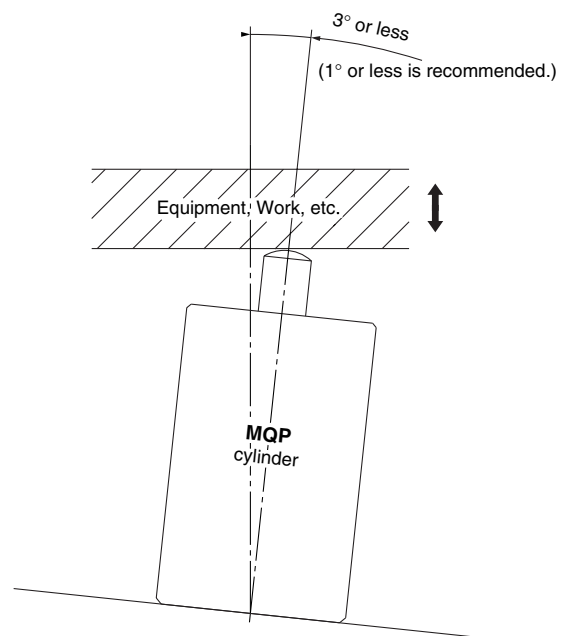 3° or less
(1° or less is recommended.)
Equipment, Work, etc.
MQP
cylinder